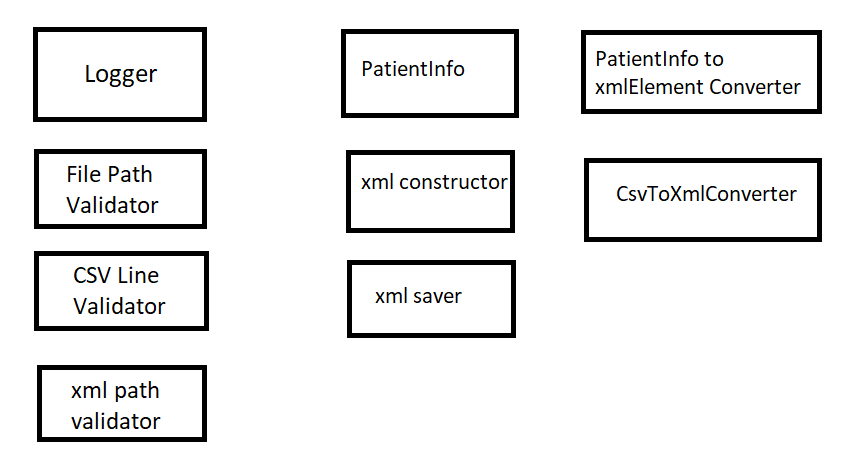 Logger
File Path
Validator
CSV Line
Validator
xml path
validator
PatientInfo
xml constructor
xml saver
PatientInfo to
xmlElement Converter
CsvToXmlConverter